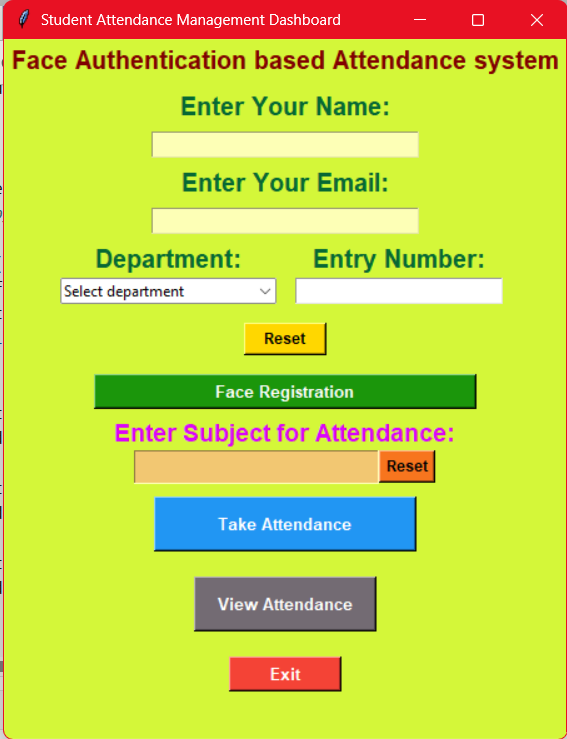 Student Attendance Management Dashboard
Face Authentication based Attendance system
Enter Your Name:
Enter Your Email:
Department: Entry Number:
Select department
Reset
Face Registration
Enter Subject for Attendance:
Reset
Take Attendance
View Attendance
Exit